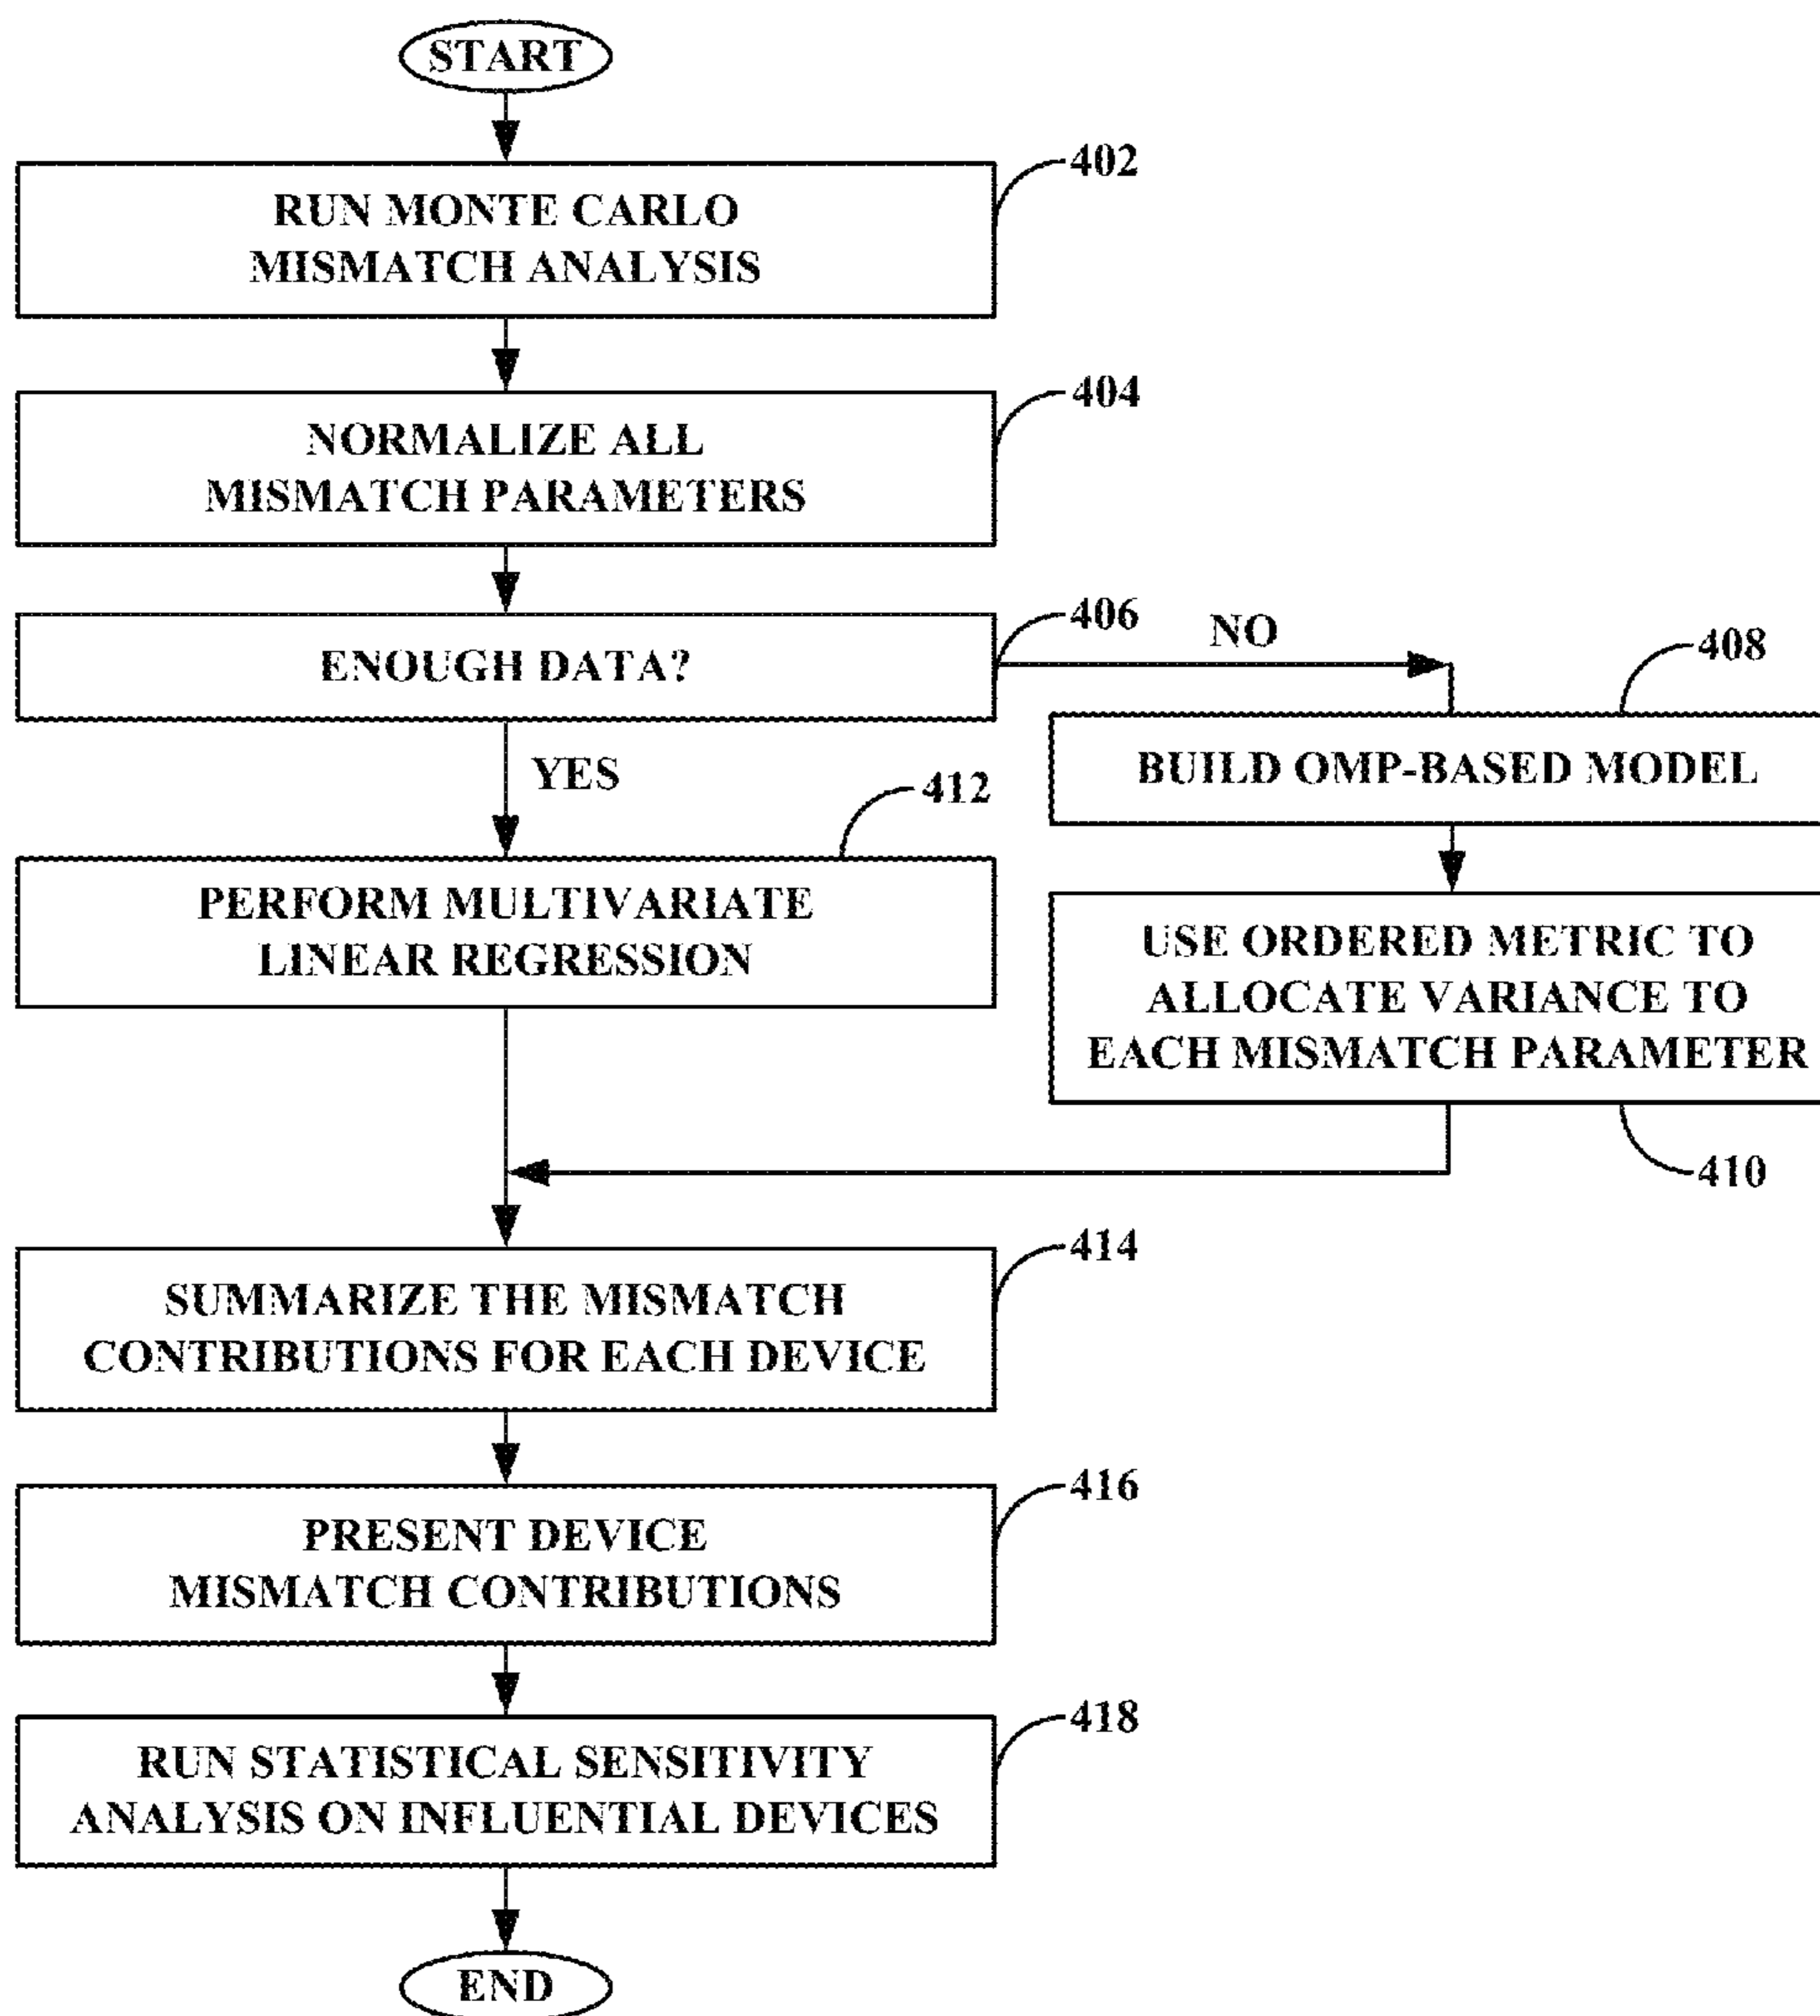 START
402
RUN MONTE CARLO
MISMATCH ANALYSIS
404
NORMALIZE ALL
MISMATCH PARAMETERS
406
ENOUGH DATA?
NO
408
BUILD OMP-BASED MODEL
YES
412
PERFORM MULTIVARIATE
LINEAR REGRESSION
USE ORDERED METRIC TO
ALLOCATE VARIANCE TO
EACH MISMATCH PARAMETER
410
414
SUMMARIZE THE MISMATCH
CONTRIBUTIONS FOR EACH DEVICE
416
PRESENT DEVICE
MISMATCH CONTRIBUTIONS
418
RUN STATISTICAL SENSITIVITY
ANALYSIS ON INFLUENTIAL DEVICES
END